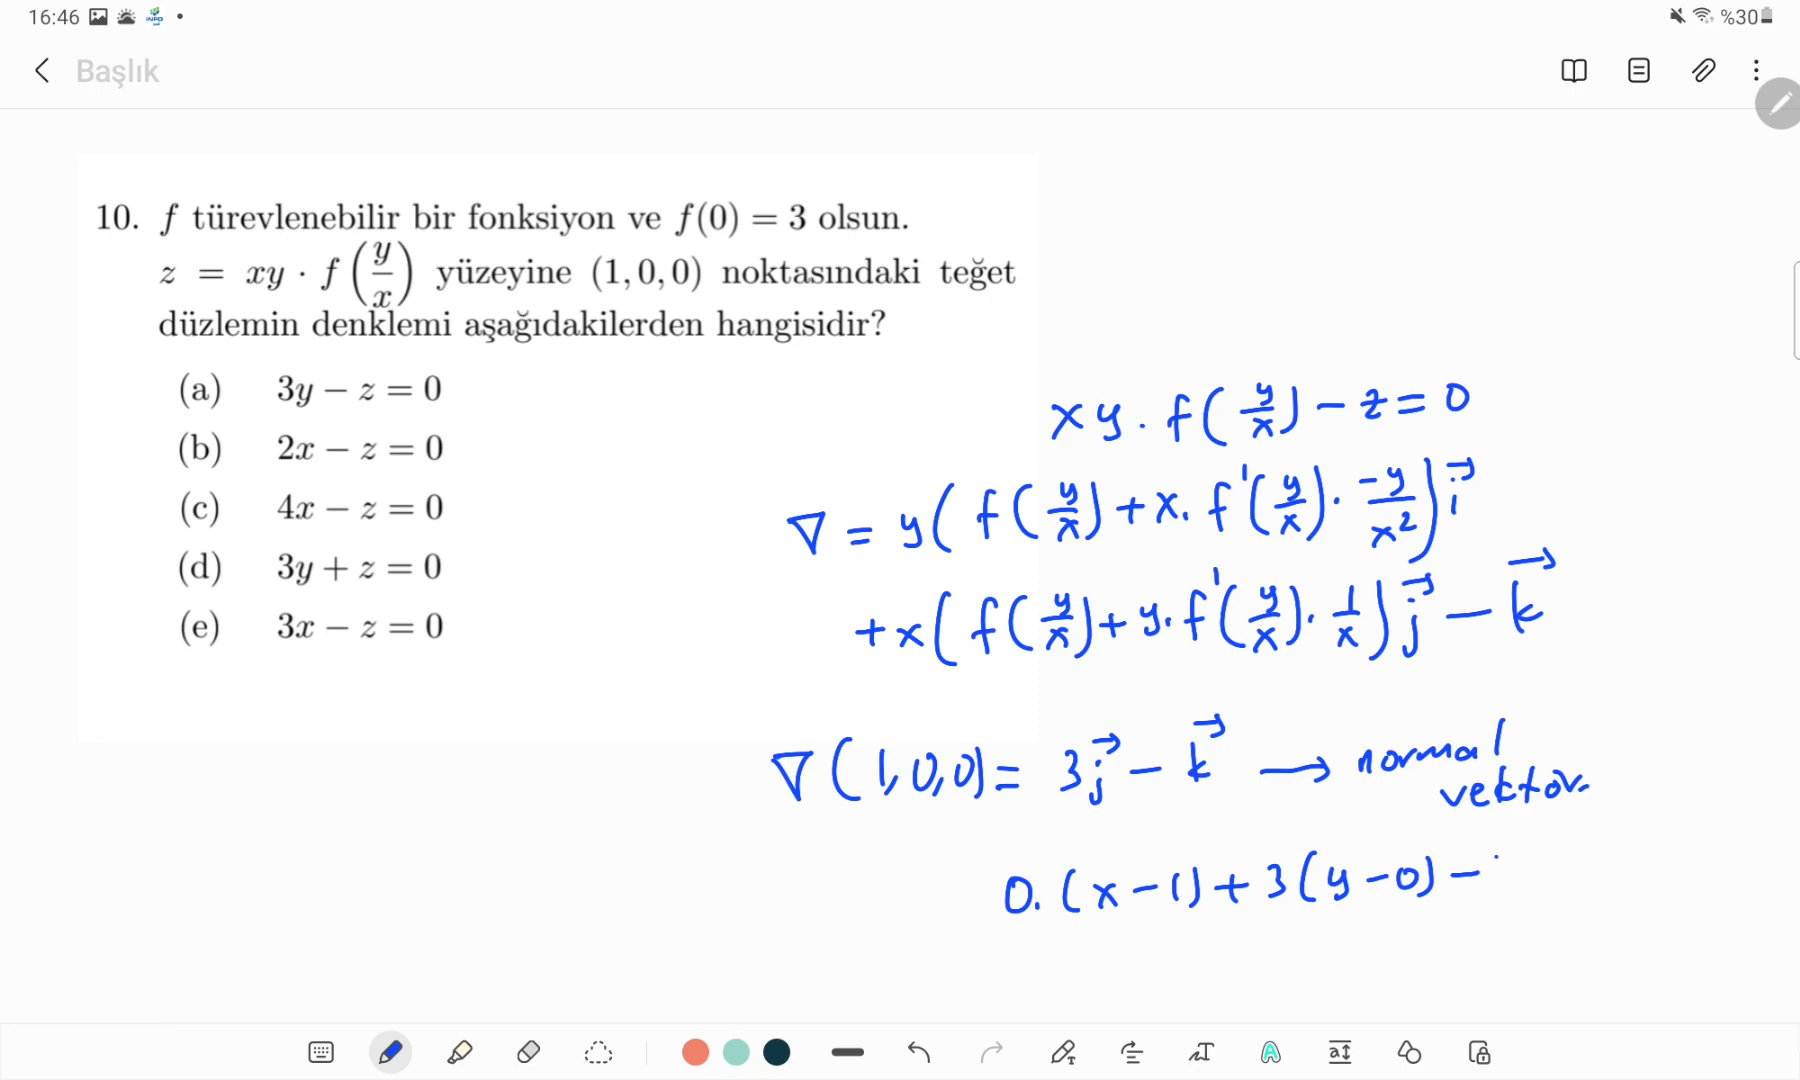 16:46
%30
Başlık
10. f türevlenebilir bir fonksiyon ve f(0) = 3 olsun.
z = xy · f(y/x) yüzeyine (1, 0, 0) noktasındaki teğet
düzlemin denklemi aşağıdakilerden hangisidir?
(a) 3y − z = 0
(b) 2x − z = 0
(c) 4x − z = 0
(d) 3y + z = 0
(e) 3x − z = 0
xy · f(y/x) − z = 0
∇ = y( f(y/x) + x. f'(y/x) · −y/x²) i⃗
+ x( f(y/x) + y. f'(y/x) · 1/x) j⃗ − k⃗
∇(1,0,0) = 3j⃗ − k⃗ → normal
vektör
0. (x−1) + 3(y−0) −